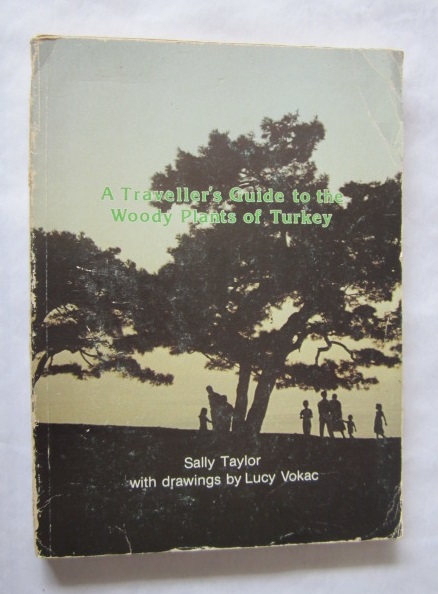 A Traveller's Guide to the
Woody Plants of Turkey
Sally Taylor
with drawings by Lucy Vokac